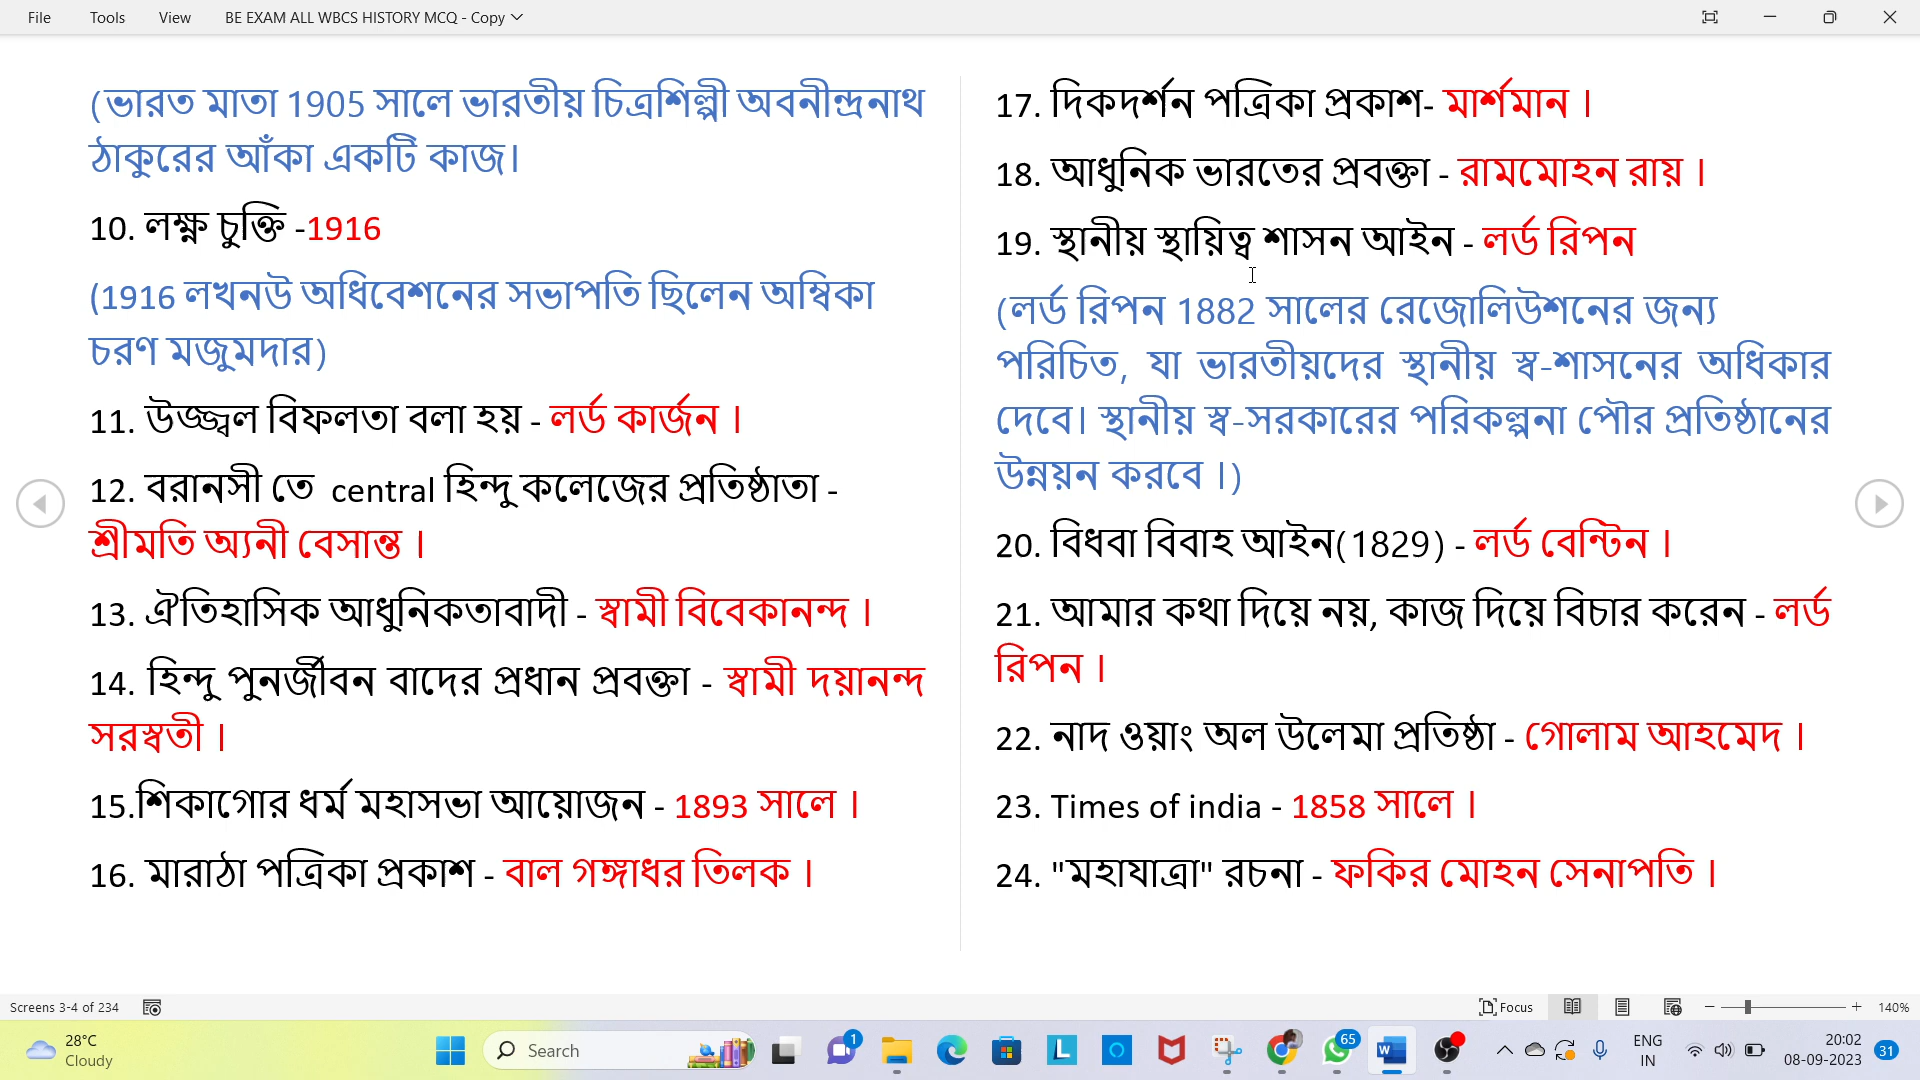 File Tools View BE EXAM ALL WBCS HISTORY MCQ - Copy
(ভারত মাতা 1905 সালে ভারতীয় চিত্রশিল্পী অবনীন্দ্রনাথ
ঠাকুরের আঁকা একটি কাজ।
10. লক্ষ্ণ চুক্তি -1916
(1916 লখনউ অধিবেশনের সভাপতি ছিলেন অম্বিকা
চরণ মজুমদার)
11. উজ্জ্বল বিফলতা বলা হয় - লর্ড কার্জন ।
12. বরানসী তে central হিন্দু কলেজের প্রতিষ্ঠাতা -
শ্রীমতি অ্যনী বেসান্ত ।
13. ঐতিহাসিক আধুনিকতাবাদী - স্বামী বিবেকানন্দ ।
14. হিন্দু পুনর্জীবন বাদের প্রধান প্রবক্তা - স্বামী দয়ানন্দ
সরস্বতী ।
15.শিকাগোর ধর্ম মহাসভা আয়োজন - 1893 সালে ।
16. মারাঠা পত্রিকা প্রকাশ - বাল গঙ্গাধর তিলক ।
17. দিকদর্শন পত্রিকা প্রকাশ- মার্শমান ।
18. আধুনিক ভারতের প্রবক্তা - রামমোহন রায় ।
19. স্থানীয় স্থায়িত্ব শাসন আইন - লর্ড রিপন
(লর্ড রিপন 1882 সালের রেজোলিউশনের জন্য
পরিচিত, যা ভারতীয়দের স্থানীয় স্ব-শাসনের অধিকার
দেবে। স্থানীয় স্ব-সরকারের পরিকল্পনা পৌর প্রতিষ্ঠানের
উন্নয়ন করবে ।)
20. বিধবা বিবাহ আইন(1829) - লর্ড বেন্টিন ।
21. আমার কথা দিয়ে নয়, কাজ দিয়ে বিচার করেন - লর্ড
রিপন ।
22. নাদ ওয়াং অল উলেমা প্রতিষ্ঠা - গোলাম আহমেদ ।
23. Times of india - 1858 সালে ।
24. "মহাযাত্রা" রচনা - ফকির মোহন সেনাপতি ।
Screens 3-4 of 234 Focus 140%
28°C
Cloudy
Search
1
65
ENG
IN
20:02
08-09-2023
31